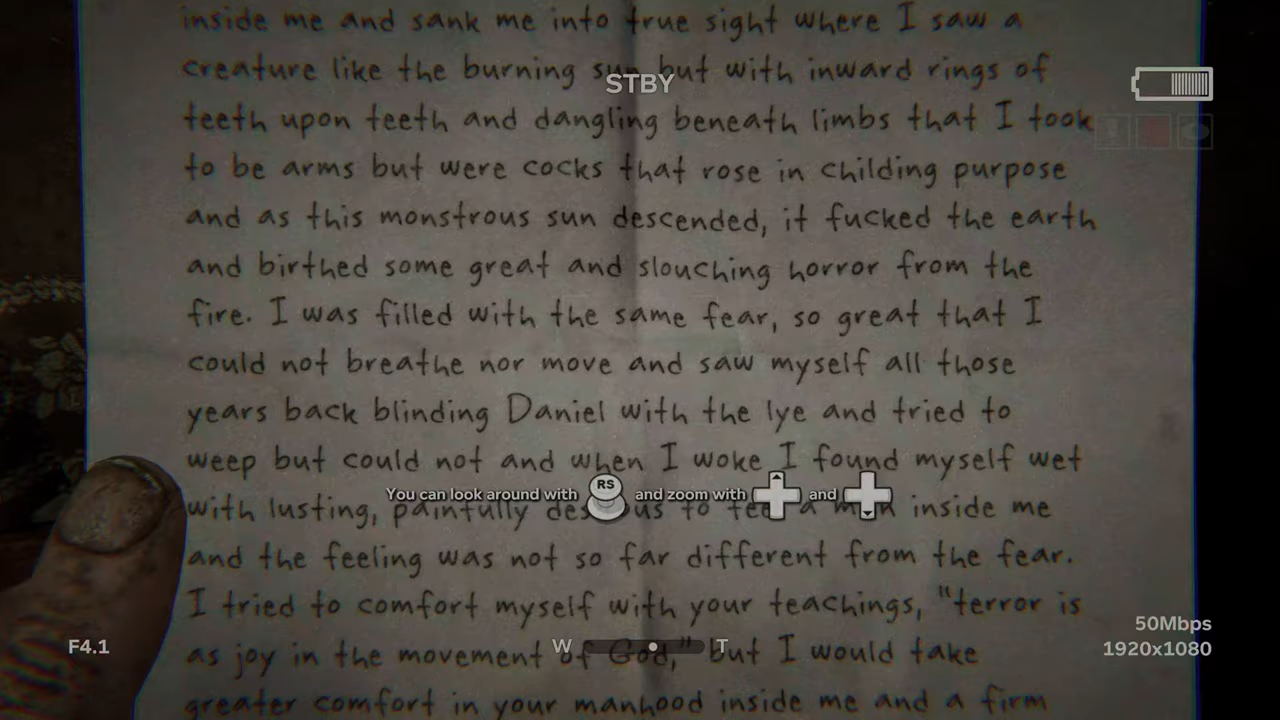 inside me and sank me into true sight where I saw a
creature like the burning sun but with inward rings of
STBY
teeth upon teeth and dangling beneath limbs that I took
to be arms but were cocks that rose in childing purpose
and as this monstrous sun descended, it fucked the earth
and birthed some great and slouching horror from the
fire. I was filled with the same fear, so great that I
could not breathe nor move and saw myself all those
years back blinding Daniel with the lye and tried to
weep but could not and when I woke I found myself wet
You can look around with RS and zoom with and
with lusting, painfully to a inside me
and the feeling was not so far different from the fear.
I tried to comfort myself with your teachings, "terror is
50Mbps
F4.1 W T
1920x1080
as joy in the movement of God," but I would take
greater comfort in your manhood inside me and a firm